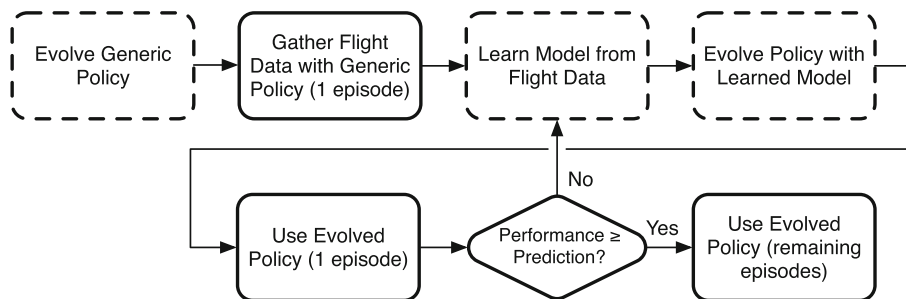 Evolve Generic
Policy
Gather Flight
Data with Generic
Policy (1 episode)
Learn Model from
Flight Data
Evolve Policy with
Learned Model
Use Evolved
Policy (1 episode)
Performance ≥
Prediction?
No
Yes
Use Evolved
Policy (remaining
episodes)